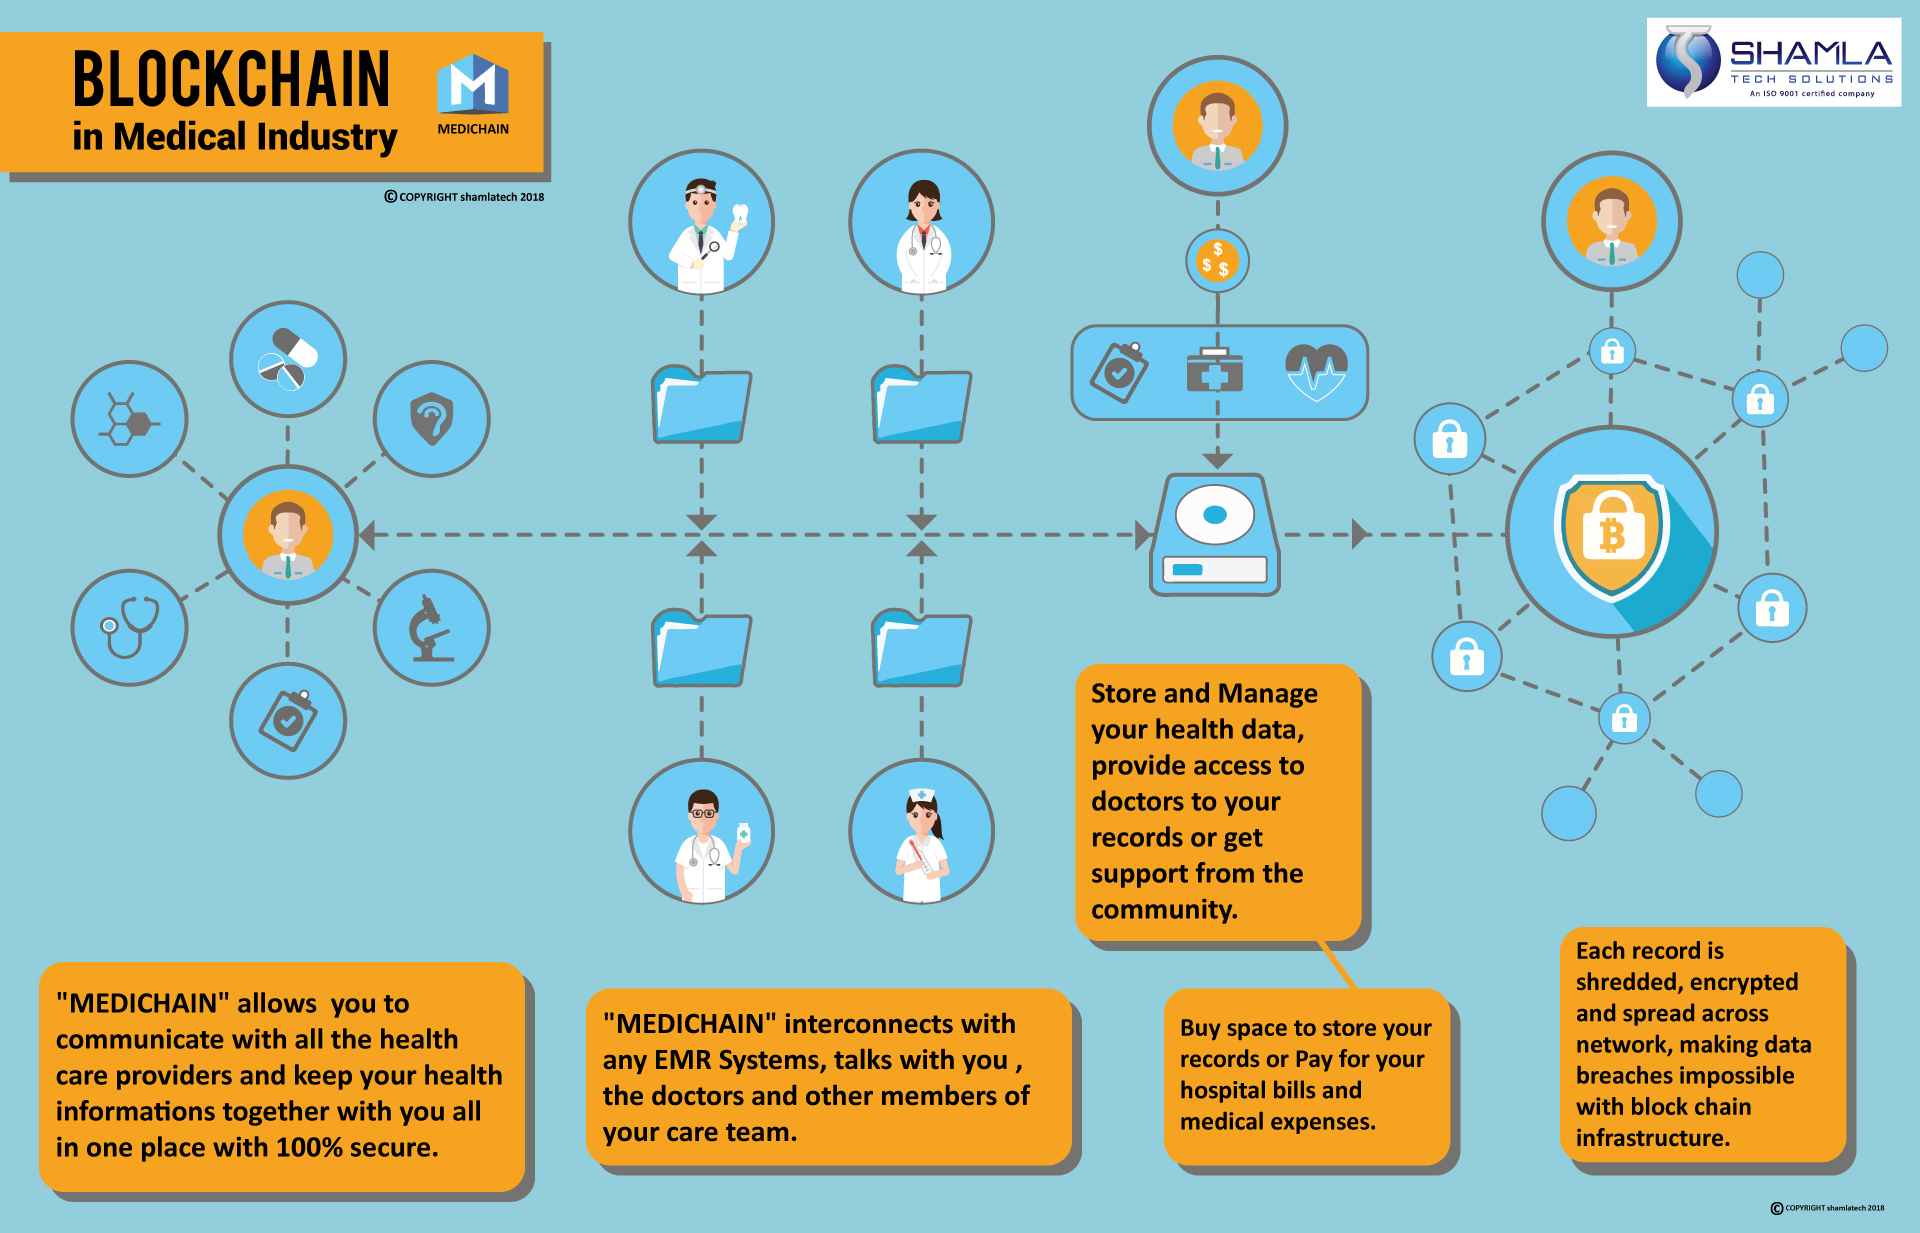 BLOCKCHAIN
in Medical Industry
MEDICHAIN
© COPYRIGHT shamlatech 2018
SHAMLA
TECH SOLUTIONS
An ISO 9001 certified company
$
$ $
Store and Manage
your health data,
provide access to
doctors to your
records or get
support from the
community.
"MEDICHAIN" allows you to
communicate with all the health
care providers and keep your health
informations together with you all
in one place with 100% secure.
"MEDICHAIN" interconnects with
any EMR Systems, talks with you ,
the doctors and other members of
your care team.
Buy space to store your
records or Pay for your
hospital bills and
medical expenses.
Each record is
shredded, encrypted
and spread across
network, making data
breaches impossible
with block chain
infrastructure.
© COPYRIGHT shamlatech 2018